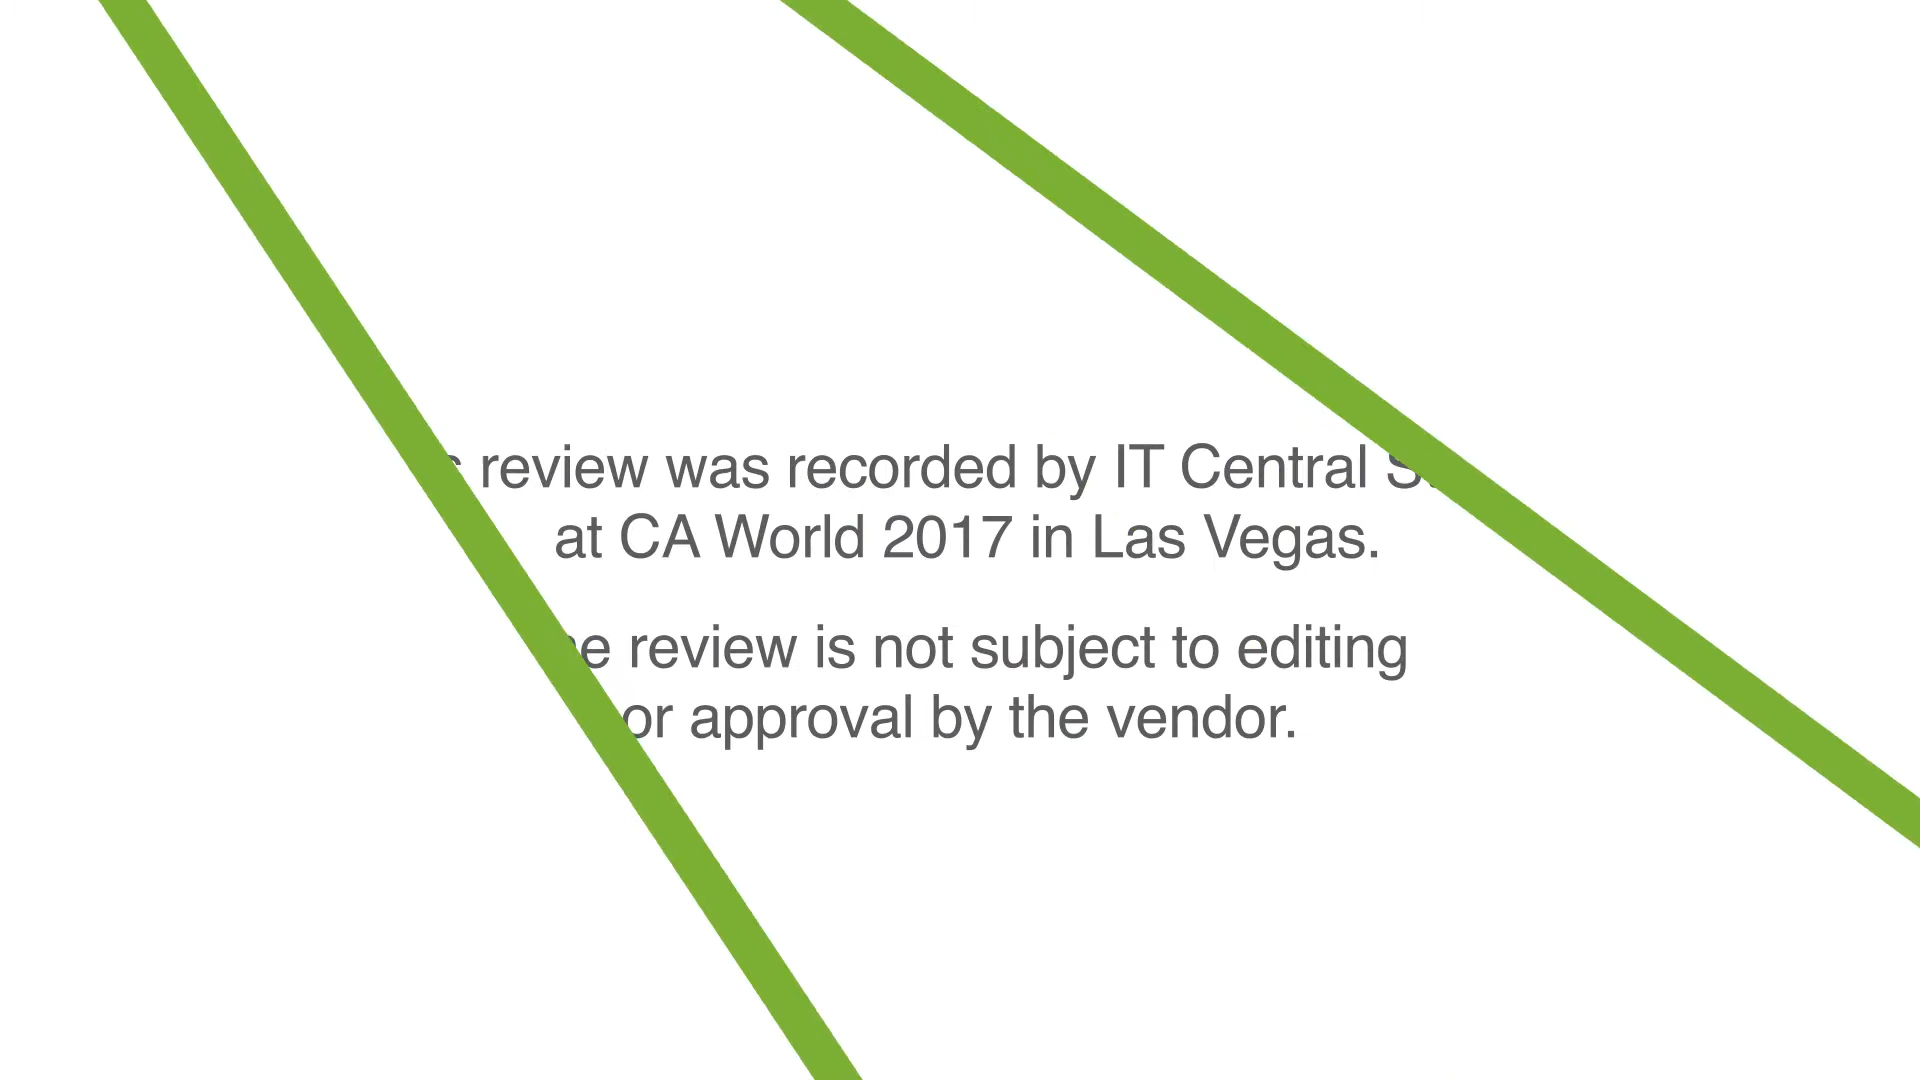 review was recorded by IT Central
at CA World 2017 in Las Vegas.
review is not subject to editing
or approval by the vendor.